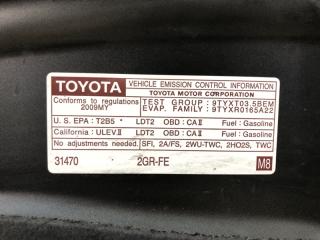 TOYOTA VEHICLE EMISSION CONTROL INFORMATION
TOYOTA MOTOR CORPORATION
Conforms to regulations TEST GROUP : 9TYXT03.5BEM
2009MY EVAP. FAMILY : 9TYXR0165A22
U. S. EPA : T2B5 LDT2 OBD : CA II Fuel : Gasoline
California : ULEV II LDT2 OBD : CA II Fuel : Gasoline
No adjustments needed. SFI, 2A/FS, 2WU-TWC, 2HO2S, TWC
31470 2GR-FE M8